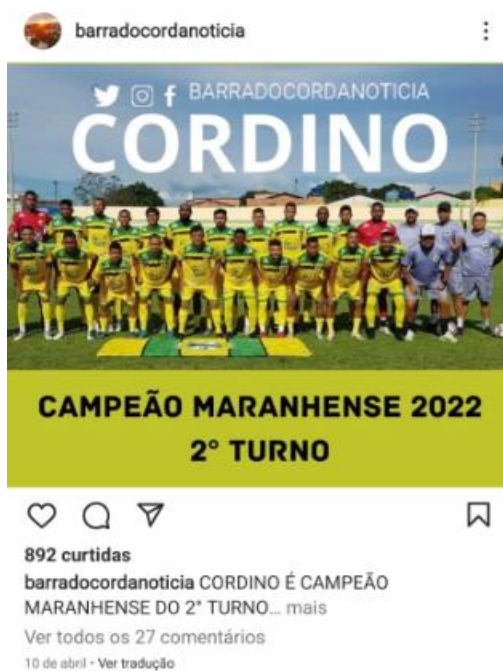 barradocordanoticia
BARRADOCORDANOTICIA
CORDINO
CAMPEÃO MARANHENSE 2022
2° TURNO
892 curtidas
barradocordanoticia CORDINO É CAMPEÃO
MARANHENSE DO 2° TURNO... mais
Ver todos os 27 comentários
10 de abril • Ver tradução